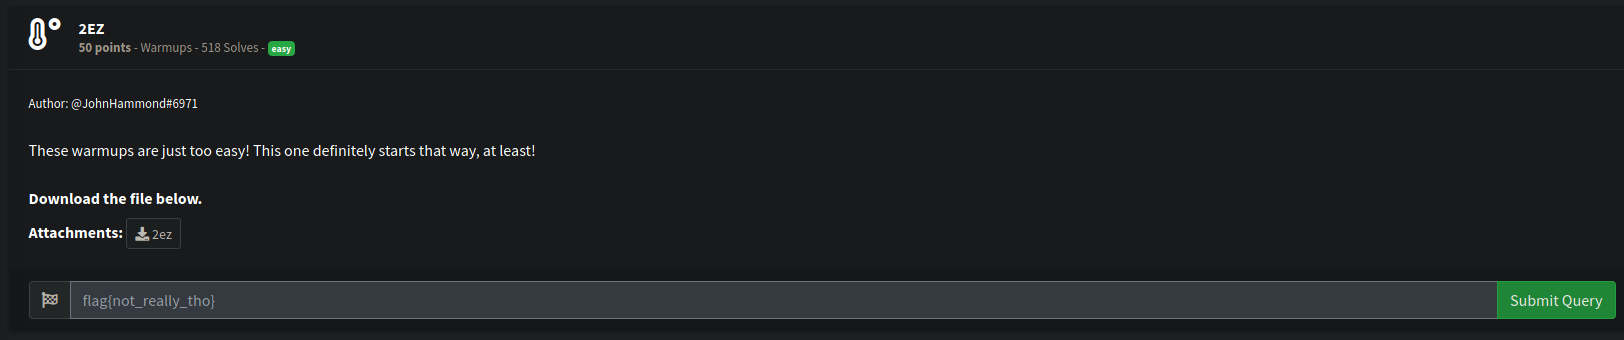 2EZ
50 points - Warmups - 518 Solves - easy
Author: @JohnHammond#6971
These warmups are just too easy! This one definitely starts that way, at least!
Download the file below.
Attachments: 2ez
flag{not_really_tho} Submit Query